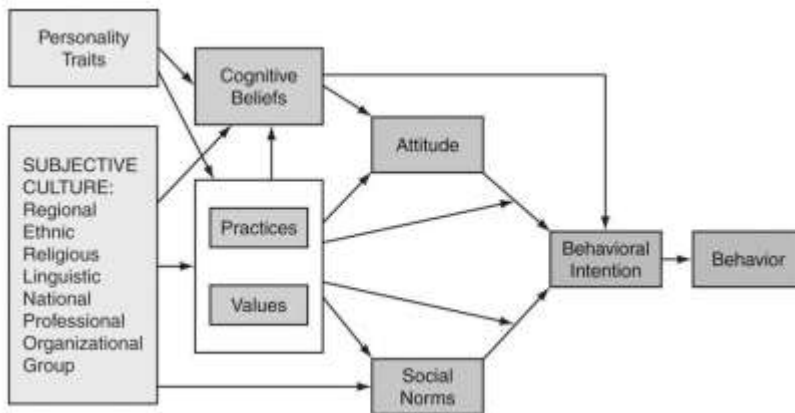 Personality
Traits
Cognitive
Beliefs
Attitude
SUBJECTIVE
CULTURE:
Regional
Ethnic
Religious
Linguistic
National
Professional
Organizational
Group
Practices
Values
Behavioral
Intention
Behavior
Social
Norms